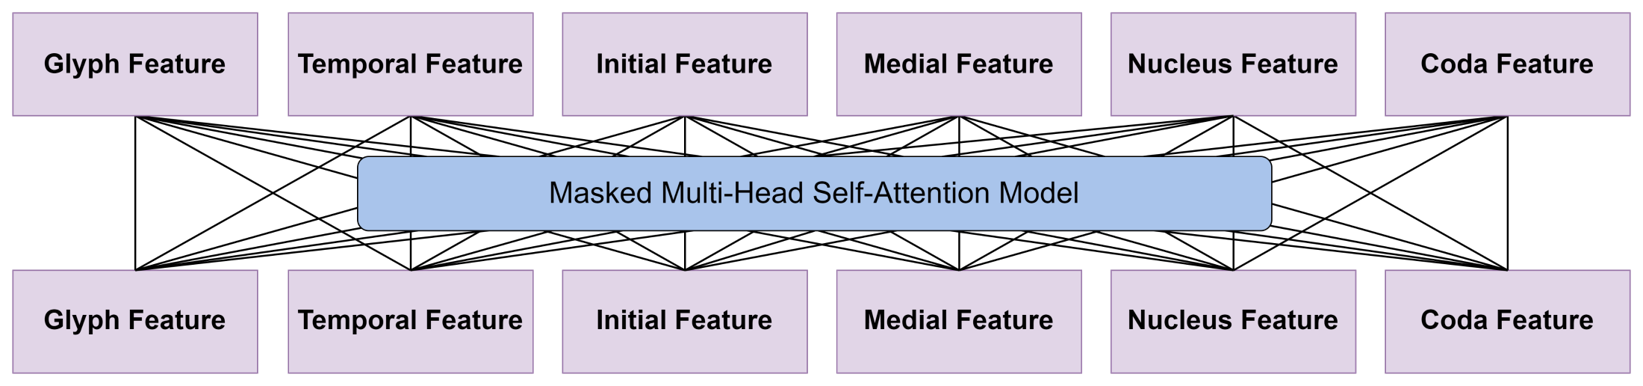 Glyph Feature
Temporal Feature
Initial Feature
Medial Feature
Nucleus Feature
Coda Feature
Masked Multi-Head Self-Attention Model
Glyph Feature
Temporal Feature
Initial Feature
Medial Feature
Nucleus Feature
Coda Feature